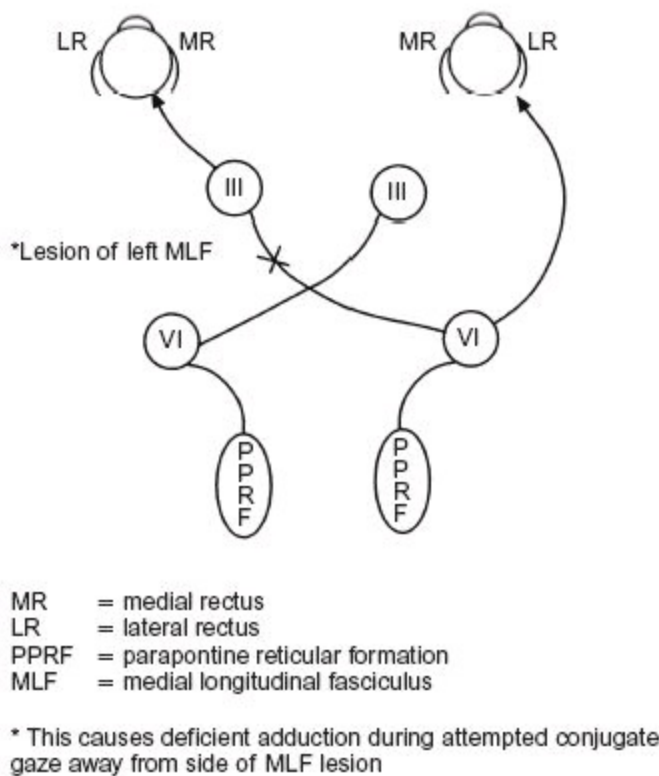 LR MR MR LR
III III
*Lesion of left MLF
VI VI
P P
P P
R R
F F
MR = medial rectus
LR = lateral rectus
PPRF = parapontine reticular formation
MLF = medial longitudinal fasciculus
* This causes deficient adduction during attempted conjugate
gaze away from side of MLF lesion